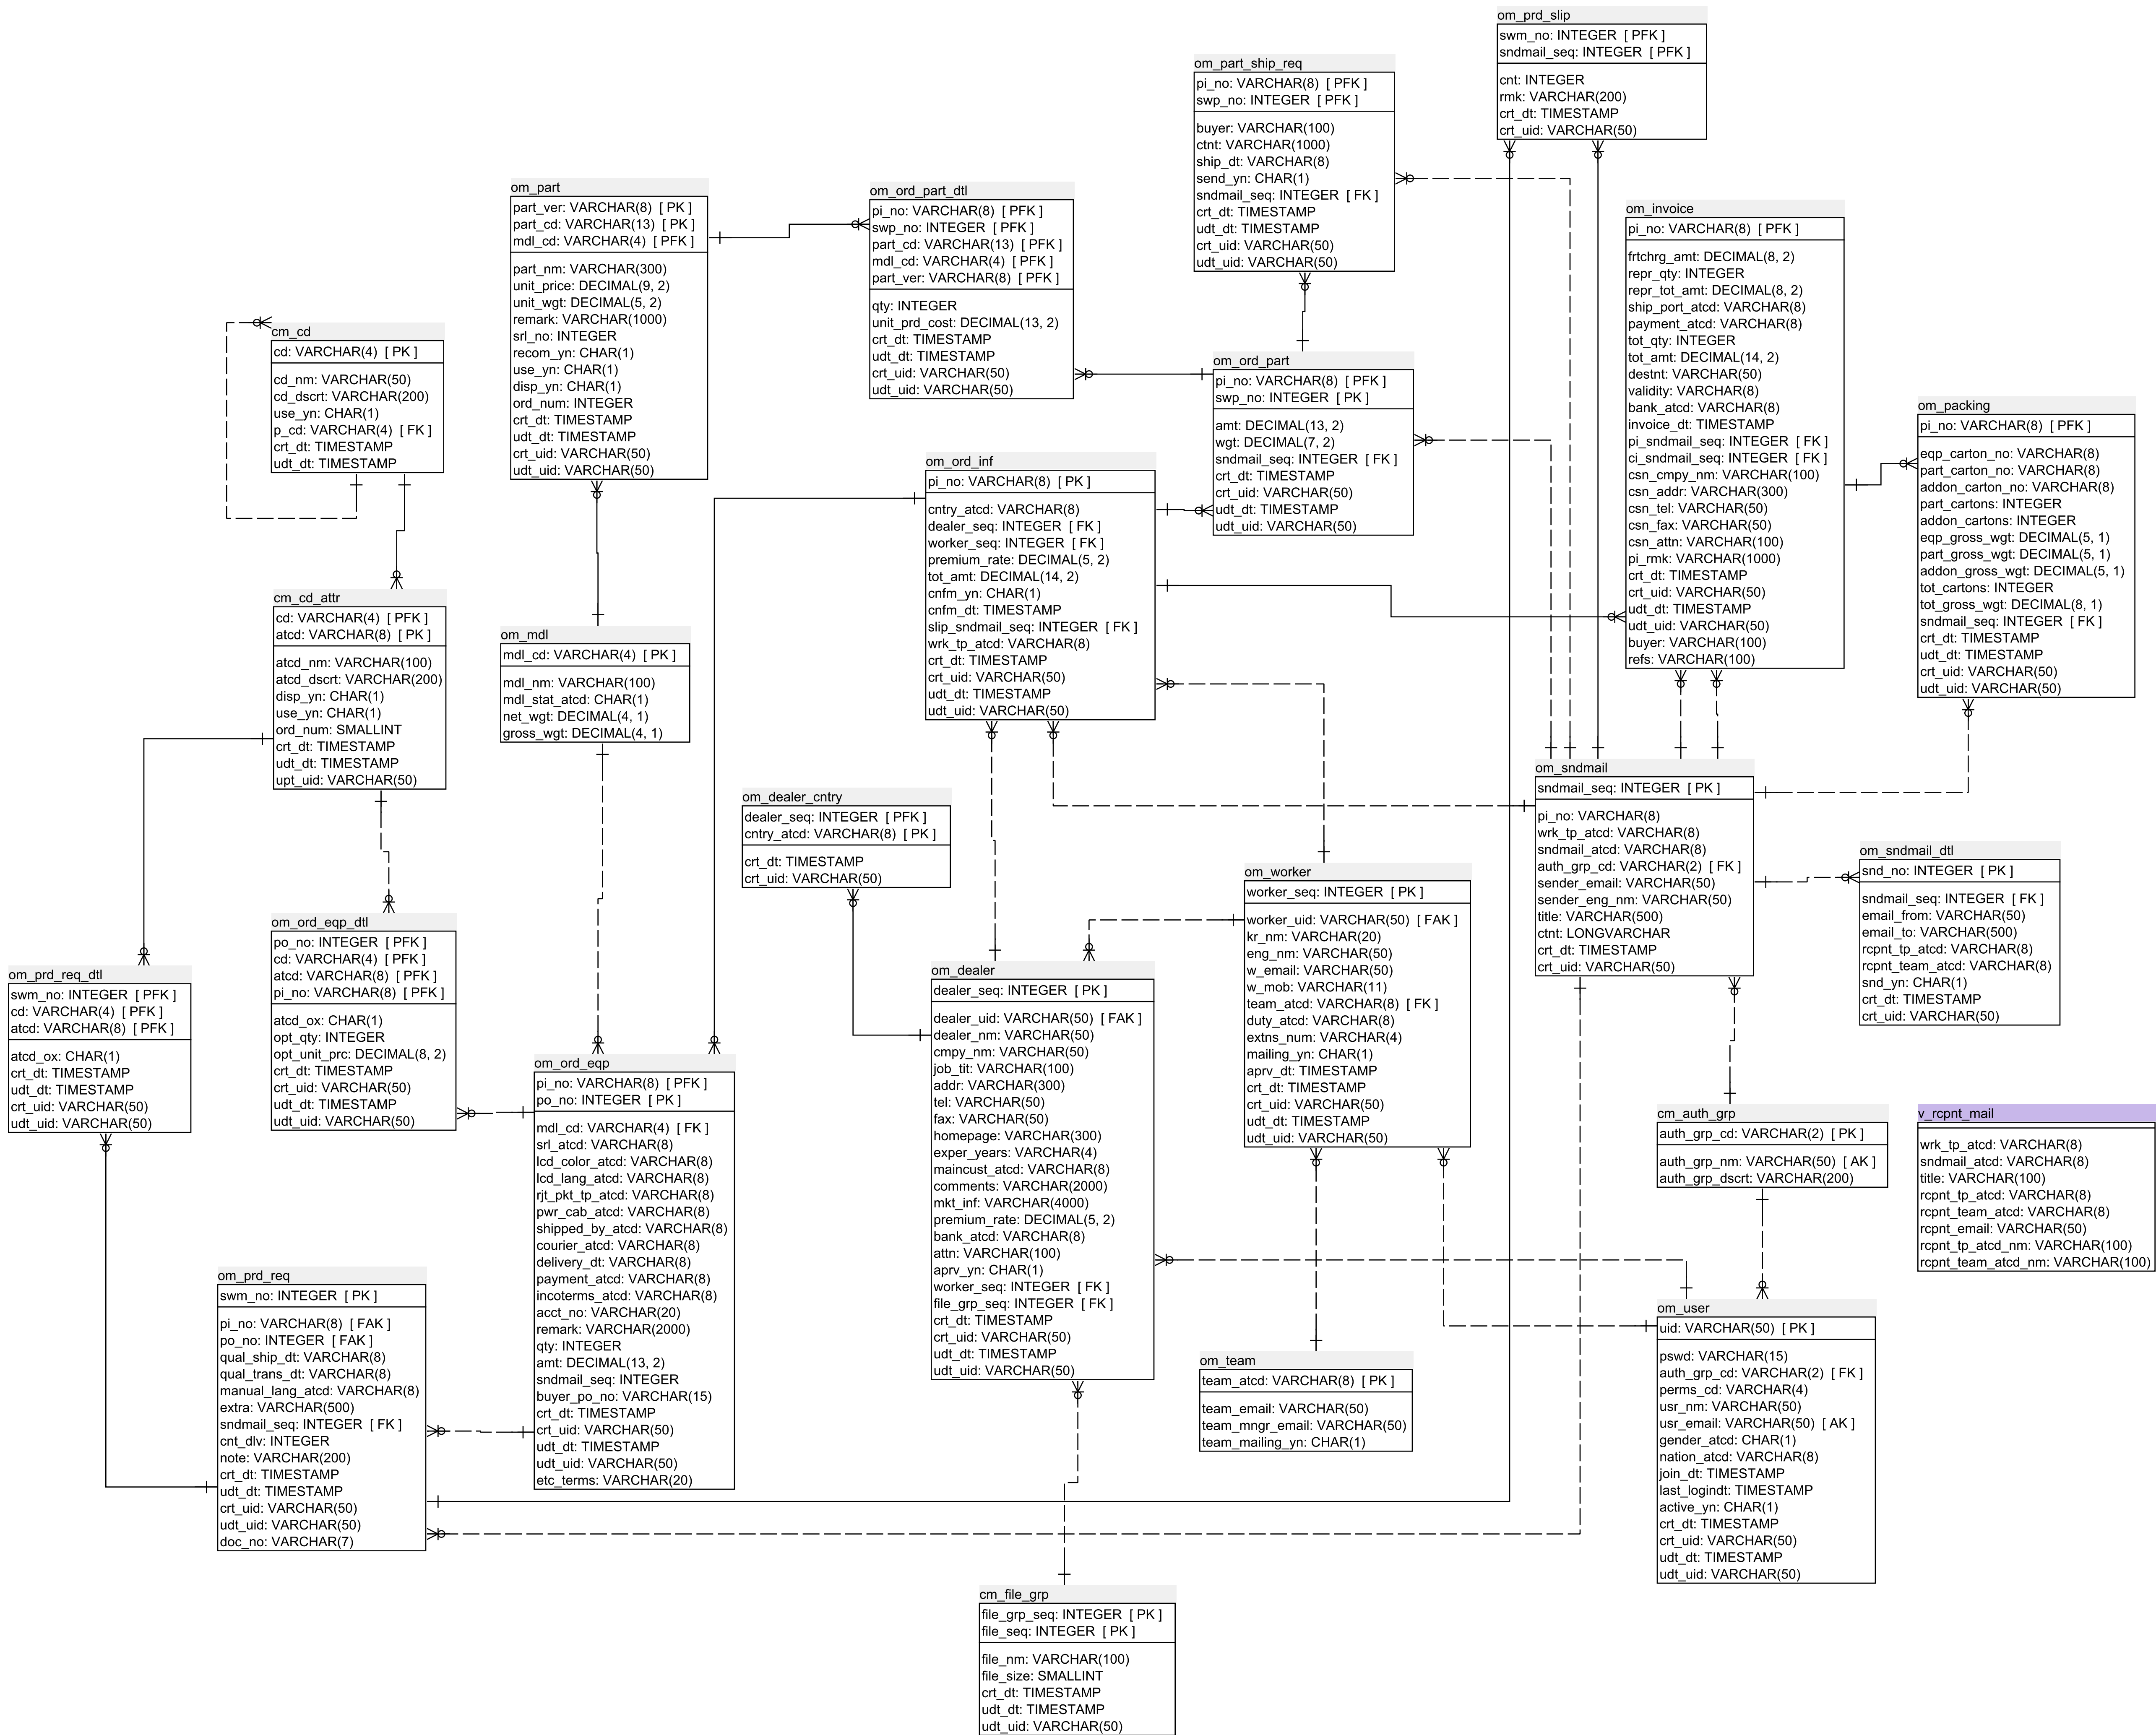 om_prd_slip
swm_no: INTEGER [ PFK ]
sndmail_seq: INTEGER [ PFK ]
cnt: INTEGER
rmk: VARCHAR(200)
crt_dt: TIMESTAMP
crt_uid: VARCHAR(50)
om_part_ship_req
pi_no: VARCHAR(8) [ PFK ]
swp_no: INTEGER [ PFK ]
buyer: VARCHAR(100)
ctnt: VARCHAR(1000)
ship_dt: VARCHAR(8)
send_yn: CHAR(1)
sndmail_seq: INTEGER [ FK ]
crt_dt: TIMESTAMP
udt_dt: TIMESTAMP
crt_uid: VARCHAR(50)
udt_uid: VARCHAR(50)
om_part
part_ver: VARCHAR(8) [ PK ]
part_cd: VARCHAR(13) [ PK ]
mdl_cd: VARCHAR(4) [ PFK ]
part_nm: VARCHAR(300)
unit_price: DECIMAL(9, 2)
unit_wgt: DECIMAL(5, 2)
remark: VARCHAR(1000)
srl_no: INTEGER
recom_yn: CHAR(1)
use_yn: CHAR(1)
disp_yn: CHAR(1)
ord_num: INTEGER
crt_dt: TIMESTAMP
udt_dt: TIMESTAMP
crt_uid: VARCHAR(50)
udt_uid: VARCHAR(50)
om_ord_part_dtl
pi_no: VARCHAR(8) [ PFK ]
swp_no: INTEGER [ PFK ]
part_cd: VARCHAR(13) [ PFK ]
mdl_cd: VARCHAR(4) [ PFK ]
part_ver: VARCHAR(8) [ PFK ]
qty: INTEGER
unit_prd_cost: DECIMAL(13, 2)
crt_dt: TIMESTAMP
udt_dt: TIMESTAMP
crt_uid: VARCHAR(50)
udt_uid: VARCHAR(50)
om_invoice
pi_no: VARCHAR(8) [ PFK ]
frtchrg_amt: DECIMAL(8, 2)
repr_qty: INTEGER
repr_tot_amt: DECIMAL(8, 2)
ship_port_atcd: VARCHAR(8)
payment_atcd: VARCHAR(8)
tot_qty: INTEGER
tot_amt: DECIMAL(14, 2)
destnt: VARCHAR(50)
validity: VARCHAR(8)
bank_atcd: VARCHAR(8)
invoice_dt: TIMESTAMP
pi_sndmail_seq: INTEGER [ FK ]
ci_sndmail_seq: INTEGER [ FK ]
csn_cmpy_nm: VARCHAR(100)
csn_addr: VARCHAR(300)
csn_tel: VARCHAR(50)
csn_fax: VARCHAR(50)
csn_attn: VARCHAR(100)
pi_rmk: VARCHAR(1000)
crt_dt: TIMESTAMP
crt_uid: VARCHAR(50)
udt_dt: TIMESTAMP
udt_uid: VARCHAR(50)
buyer: VARCHAR(100)
refs: VARCHAR(100)
cm_cd
cd: VARCHAR(4) [ PK ]
cd_nm: VARCHAR(50)
cd_dscrt: VARCHAR(200)
use_yn: CHAR(1)
p_cd: VARCHAR(4) [ FK ]
crt_dt: TIMESTAMP
udt_dt: TIMESTAMP
om_ord_part
pi_no: VARCHAR(8) [ PFK ]
swp_no: INTEGER [ PK ]
amt: DECIMAL(13, 2)
wgt: DECIMAL(7, 2)
sndmail_seq: INTEGER [ FK ]
crt_dt: TIMESTAMP
crt_uid: VARCHAR(50)
udt_dt: TIMESTAMP
udt_uid: VARCHAR(50)
om_packing
pi_no: VARCHAR(8) [ PFK ]
eqp_carton_no: VARCHAR(8)
part_carton_no: VARCHAR(8)
addon_carton_no: VARCHAR(8)
part_cartons: INTEGER
addon_cartons: INTEGER
eqp_gross_wgt: DECIMAL(5, 1)
part_gross_wgt: DECIMAL(5, 1)
addon_gross_wgt: DECIMAL(5, 1)
tot_cartons: INTEGER
tot_gross_wgt: DECIMAL(8, 1)
sndmail_seq: INTEGER [ FK ]
crt_dt: TIMESTAMP
udt_dt: TIMESTAMP
crt_uid: VARCHAR(50)
udt_uid: VARCHAR(50)
om_ord_inf
pi_no: VARCHAR(8) [ PK ]
cntry_atcd: VARCHAR(8)
dealer_seq: INTEGER [ FK ]
worker_seq: INTEGER [ FK ]
premium_rate: DECIMAL(5, 2)
tot_amt: DECIMAL(14, 2)
cnfm_yn: CHAR(1)
cnfm_dt: TIMESTAMP
slip_sndmail_seq: INTEGER [ FK ]
wrk_tp_atcd: VARCHAR(8)
crt_dt: TIMESTAMP
crt_uid: VARCHAR(50)
udt_dt: TIMESTAMP
udt_uid: VARCHAR(50)
cm_cd_attr
cd: VARCHAR(4) [ PFK ]
atcd: VARCHAR(8) [ PK ]
atcd_nm: VARCHAR(100)
atcd_dscrt: VARCHAR(200)
disp_yn: CHAR(1)
use_yn: CHAR(1)
ord_num: SMALLINT
crt_dt: TIMESTAMP
udt_dt: TIMESTAMP
upt_uid: VARCHAR(50)
om_mdl
mdl_cd: VARCHAR(4) [ PK ]
mdl_nm: VARCHAR(100)
mdl_stat_atcd: CHAR(1)
net_wgt: DECIMAL(4, 1)
gross_wgt: DECIMAL(4, 1)
om_sndmail
sndmail_seq: INTEGER [ PK ]
pi_no: VARCHAR(8)
wrk_tp_atcd: VARCHAR(8)
sndmail_atcd: VARCHAR(8)
auth_grp_cd: VARCHAR(2) [ FK ]
sender_email: VARCHAR(50)
sender_eng_nm: VARCHAR(50)
title: VARCHAR(500)
ctnt: LONGVARCHAR
crt_dt: TIMESTAMP
crt_uid: VARCHAR(50)
om_dealer_cntry
dealer_seq: INTEGER [ PFK ]
cntry_atcd: VARCHAR(8) [ PK ]
crt_dt: TIMESTAMP
crt_uid: VARCHAR(50)
om_sndmail_dtl
snd_no: INTEGER [ PK ]
sndmail_seq: INTEGER [ FK ]
email_from: VARCHAR(50)
email_to: VARCHAR(500)
rcpnt_tp_atcd: VARCHAR(8)
rcpnt_team_atcd: VARCHAR(8)
snd_yn: CHAR(1)
crt_dt: TIMESTAMP
crt_uid: VARCHAR(50)
om_worker
worker_seq: INTEGER [ PK ]
worker_uid: VARCHAR(50) [ FAK ]
kr_nm: VARCHAR(20)
eng_nm: VARCHAR(50)
w_email: VARCHAR(50)
w_mob: VARCHAR(11)
team_atcd: VARCHAR(8) [ FK ]
duty_atcd: VARCHAR(8)
extns_num: VARCHAR(4)
mailing_yn: CHAR(1)
aprv_dt: TIMESTAMP
crt_dt: TIMESTAMP
crt_uid: VARCHAR(50)
udt_dt: TIMESTAMP
udt_uid: VARCHAR(50)
om_ord_eqp_dtl
po_no: INTEGER [ PFK ]
cd: VARCHAR(4) [ PFK ]
atcd: VARCHAR(8) [ PFK ]
pi_no: VARCHAR(8) [ PFK ]
atcd_ox: CHAR(1)
opt_qty: INTEGER
opt_unit_prc: DECIMAL(8, 2)
crt_dt: TIMESTAMP
crt_uid: VARCHAR(50)
udt_dt: TIMESTAMP
udt_uid: VARCHAR(50)
om_prd_req_dtl
swm_no: INTEGER [ PFK ]
cd: VARCHAR(4) [ PFK ]
atcd: VARCHAR(8) [ PFK ]
atcd_ox: CHAR(1)
crt_dt: TIMESTAMP
udt_dt: TIMESTAMP
crt_uid: VARCHAR(50)
udt_uid: VARCHAR(50)
om_dealer
dealer_seq: INTEGER [ PK ]
dealer_uid: VARCHAR(50) [ FAK ]
dealer_nm: VARCHAR(50)
cmpy_nm: VARCHAR(50)
job_tit: VARCHAR(100)
addr: VARCHAR(300)
tel: VARCHAR(50)
fax: VARCHAR(50)
homepage: VARCHAR(300)
exper_years: VARCHAR(4)
maincust_atcd: VARCHAR(8)
comments: VARCHAR(2000)
mkt_inf: VARCHAR(4000)
premium_rate: DECIMAL(5, 2)
bank_atcd: VARCHAR(8)
attn: VARCHAR(100)
aprv_yn: CHAR(1)
worker_seq: INTEGER [ FK ]
file_grp_seq: INTEGER [ FK ]
crt_dt: TIMESTAMP
crt_uid: VARCHAR(50)
udt_dt: TIMESTAMP
udt_uid: VARCHAR(50)
om_ord_eqp
pi_no: VARCHAR(8) [ PFK ]
po_no: INTEGER [ PK ]
mdl_cd: VARCHAR(4) [ FK ]
srl_atcd: VARCHAR(8)
lcd_color_atcd: VARCHAR(8)
lcd_lang_atcd: VARCHAR(8)
rjt_pkt_tp_atcd: VARCHAR(8)
pwr_cab_atcd: VARCHAR(8)
shipped_by_atcd: VARCHAR(8)
courier_atcd: VARCHAR(8)
delivery_dt: VARCHAR(8)
payment_atcd: VARCHAR(8)
incoterms_atcd: VARCHAR(8)
acct_no: VARCHAR(20)
remark: VARCHAR(2000)
qty: INTEGER
amt: DECIMAL(13, 2)
sndmail_seq: INTEGER
buyer_po_no: VARCHAR(15)
crt_dt: TIMESTAMP
crt_uid: VARCHAR(50)
udt_dt: TIMESTAMP
udt_uid: VARCHAR(50)
etc_terms: VARCHAR(20)
cm_auth_grp
auth_grp_cd: VARCHAR(2) [ PK ]
auth_grp_nm: VARCHAR(50) [ AK ]
auth_grp_dscrt: VARCHAR(200)
v_rcpnt_mail
wrk_tp_atcd: VARCHAR(8)
sndmail_atcd: VARCHAR(8)
title: VARCHAR(100)
rcpnt_tp_atcd: VARCHAR(8)
rcpnt_team_atcd: VARCHAR(8)
rcpnt_email: VARCHAR(50)
rcpnt_tp_atcd_nm: VARCHAR(100)
rcpnt_team_atcd_nm: VARCHAR(100)
om_prd_req
swm_no: INTEGER [ PK ]
pi_no: VARCHAR(8) [ FAK ]
po_no: INTEGER [ FAK ]
qual_ship_dt: VARCHAR(8)
qual_trans_dt: VARCHAR(8)
manual_lang_atcd: VARCHAR(8)
extra: VARCHAR(500)
sndmail_seq: INTEGER [ FK ]
cnt_dlv: INTEGER
note: VARCHAR(200)
crt_dt: TIMESTAMP
udt_dt: TIMESTAMP
crt_uid: VARCHAR(50)
udt_uid: VARCHAR(50)
doc_no: VARCHAR(7)
om_user
uid: VARCHAR(50) [ PK ]
pswd: VARCHAR(15)
auth_grp_cd: VARCHAR(2) [ FK ]
perms_cd: VARCHAR(4)
usr_nm: VARCHAR(50)
usr_email: VARCHAR(50) [ AK ]
gender_atcd: CHAR(1)
nation_atcd: VARCHAR(8)
join_dt: TIMESTAMP
last_logindt: TIMESTAMP
active_yn: CHAR(1)
crt_dt: TIMESTAMP
crt_uid: VARCHAR(50)
udt_dt: TIMESTAMP
udt_uid: VARCHAR(50)
om_team
team_atcd: VARCHAR(8) [ PK ]
team_email: VARCHAR(50)
team_mngr_email: VARCHAR(50)
team_mailing_yn: CHAR(1)
cm_file_grp
file_grp_seq: INTEGER [ PK ]
file_seq: INTEGER [ PK ]
file_nm: VARCHAR(100)
file_size: SMALLINT
crt_dt: TIMESTAMP
udt_dt: TIMESTAMP
udt_uid: VARCHAR(50)